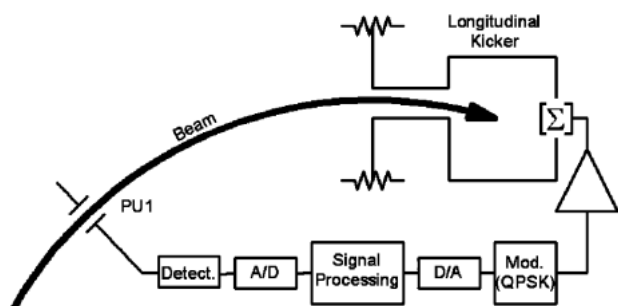 Longitudinal
Kicker
Beam
[Σ]
PU1
Detect.
A/D
Signal
Processing
D/A
Mod.
(QPSK)